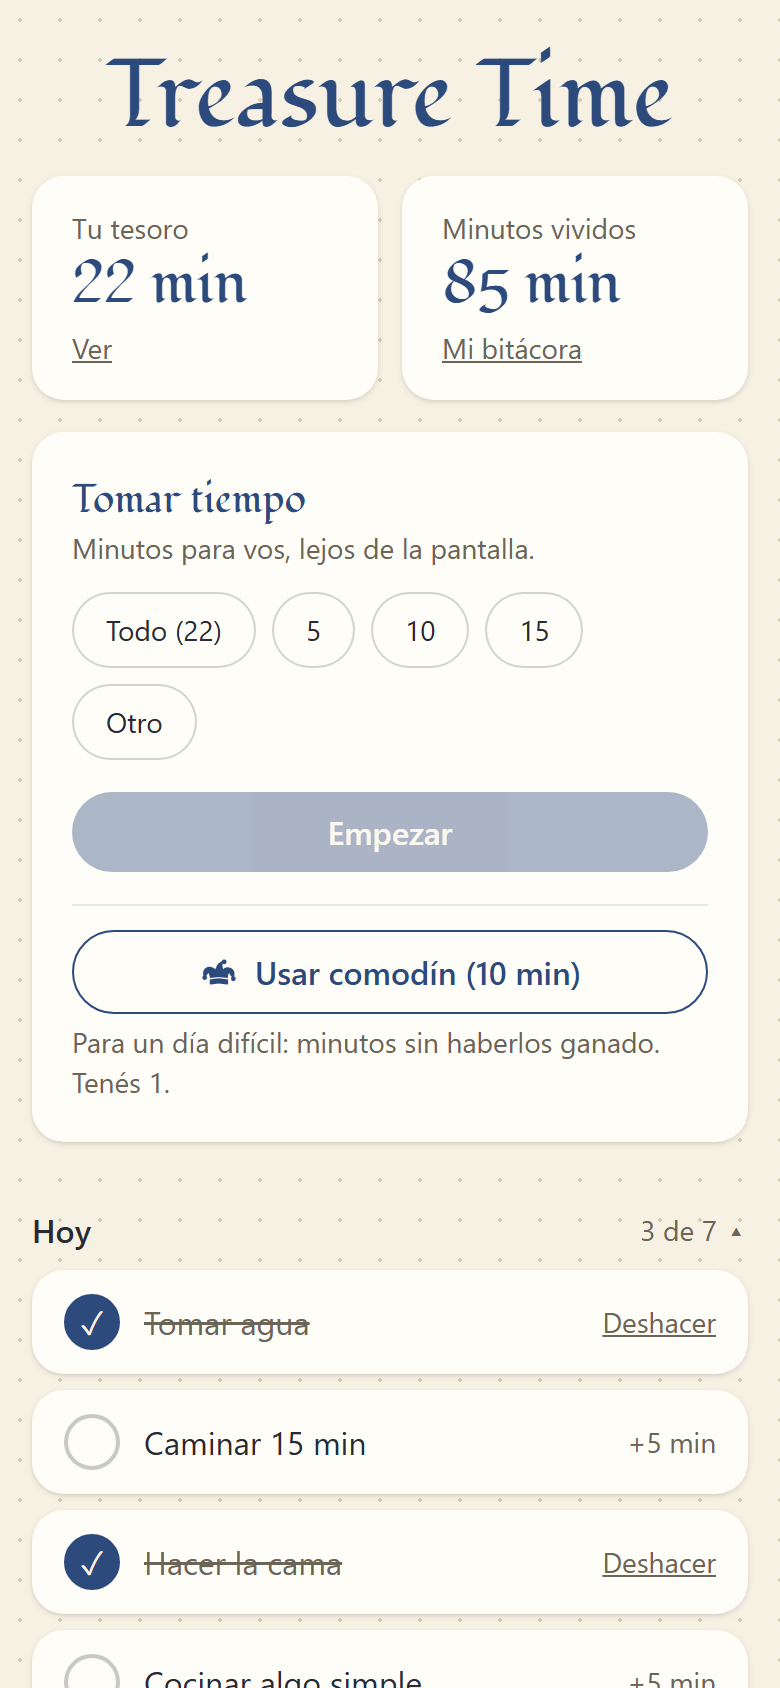 Treasure Time
Tu tesoro
22 min
Ver
Minutos vividos
85 min
Mi bitácora
Tomar tiempo
Minutos para vos, lejos de la pantalla.
Todo (22)
5
10
15
Otro
Empezar
Usar comodín (10 min)
Para un día difícil: minutos sin haberlos ganado.
Tenés 1.
Hoy
3 de 7 ▲
✓ Tomar agua
Deshacer
Caminar 15 min
+5 min
✓ Hacer la cama
Deshacer
Cocinar algo simple
+5 min